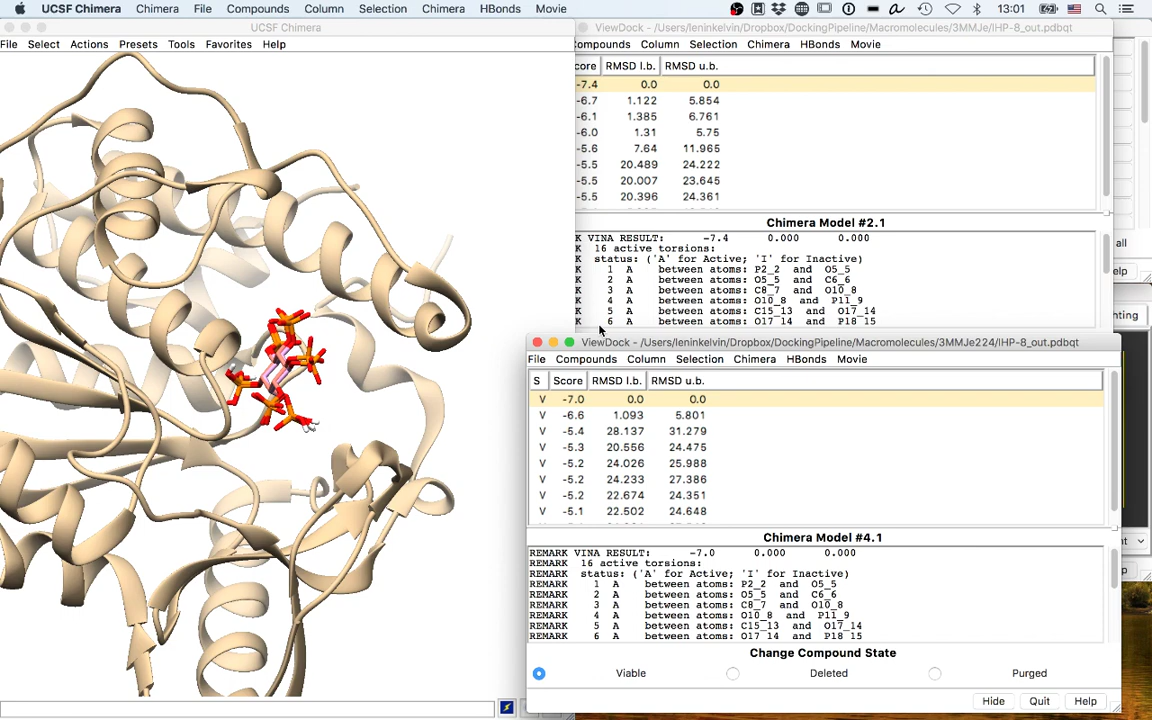 UCSF Chimera Chimera File Compounds Column Selection Chimera HBonds Movie 13:01
UCSF Chimera
File Select Actions Presets Tools Favorites Help
ViewDock - /Users/leninkelvin/Dropbox/DockingPipeline/Macromolecules/3MMJe/IHP-8_out.pdbqt
ompounds Column Selection Chimera HBonds Movie
core RMSD l.b. RMSD u.b.
-7.4 0.0 0.0
-6.7 1.122 5.854
-6.1 1.385 6.761
-6.0 1.31 5.75
-5.6 7.64 11.965
-5.5 20.489 24.222
-5.5 20.007 23.645
-5.5 20.396 24.361
Chimera Model #2.1
K VINA RESULT: -7.4 0.000 0.000
K 16 active torsions:
K status: ('A' for Active; 'I' for Inactive)
K 1 A between atoms: P2_2 and O5_5
K 2 A between atoms: O5_5 and C6_6
K 3 A between atoms: C8_7 and O10_8
K 4 A between atoms: O10_8 and P11_9
K 5 A between atoms: C15_13 and O17_14
K 6 A between atoms: O17_14 and P18_15
all
elp
hting
ViewDock - /Users/leninkelvin/Dropbox/DockingPipeline/Macromolecules/3MMJe224/IHP-8_out.pdbqt
File Compounds Column Selection Chimera HBonds Movie
S Score RMSD l.b. RMSD u.b.
V -7.0 0.0 0.0
V -6.6 1.093 5.801
V -5.4 28.137 31.279
V -5.3 20.556 24.475
V -5.2 24.026 25.988
V -5.2 24.233 27.386
V -5.2 22.674 24.351
V -5.1 22.502 24.648
Chimera Model #4.1
REMARK VINA RESULT: -7.0 0.000 0.000
REMARK 16 active torsions:
REMARK status: ('A' for Active; 'I' for Inactive)
REMARK 1 A between atoms: P2_2 and O5_5
REMARK 2 A between atoms: O5_5 and C6_6
REMARK 3 A between atoms: C8_7 and O10_8
REMARK 4 A between atoms: O10_8 and P11_9
REMARK 5 A between atoms: C15_13 and O17_14
REMARK 6 A between atoms: O17_14 and P18_15
nt
p
Change Compound State
Viable Deleted Purged
Hide Quit Help